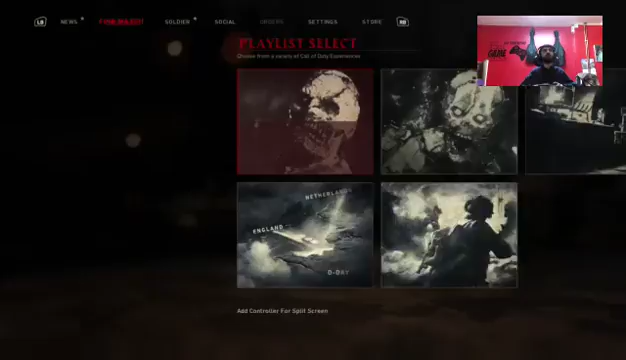 LB NEWS FIND MATCH SOLDIER SOCIAL ORDERS SETTINGS STORE RB
PLAYLIST SELECT
Choose from a variety of Call of Duty Experiences
GAME
NETHERLANDS
ENGLAND
D-DAY
Add Controller For Split Screen